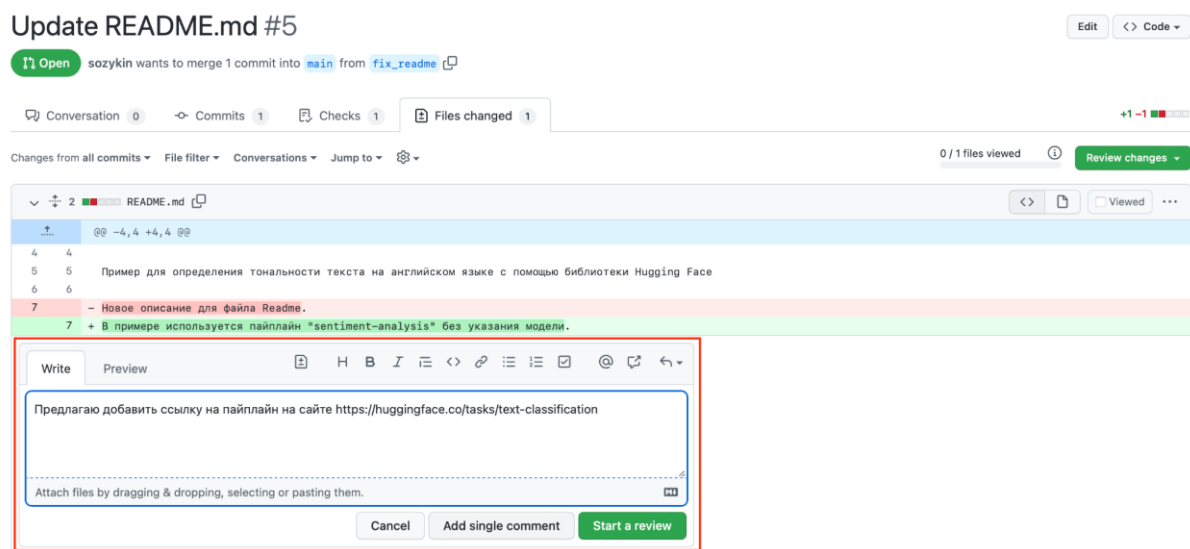 Update README.md #5
Edit
<> Code
Open
sozykin wants to merge 1 commit into main from fix_readme
Conversation 0
Commits 1
Checks 1
Files changed 1
+1 −1
Changes from all commits
File filter
Conversations
Jump to
0 / 1 files viewed
Review changes
2 README.md
Viewed
@@ -4,4 +4,4 @@
4 4
5 5 Пример для определения тональности текста на английском языке с помощью библиотеки Hugging Face
6 6
7 - Новое описание для файла Readme.
7 + В примере используется пайплайн "sentiment-analysis" без указания модели.
Write
Preview
Предлагаю добавить ссылку на пайплайн на сайте https://huggingface.co/tasks/text-classification
Attach files by dragging & dropping, selecting or pasting them.
Cancel
Add single comment
Start a review